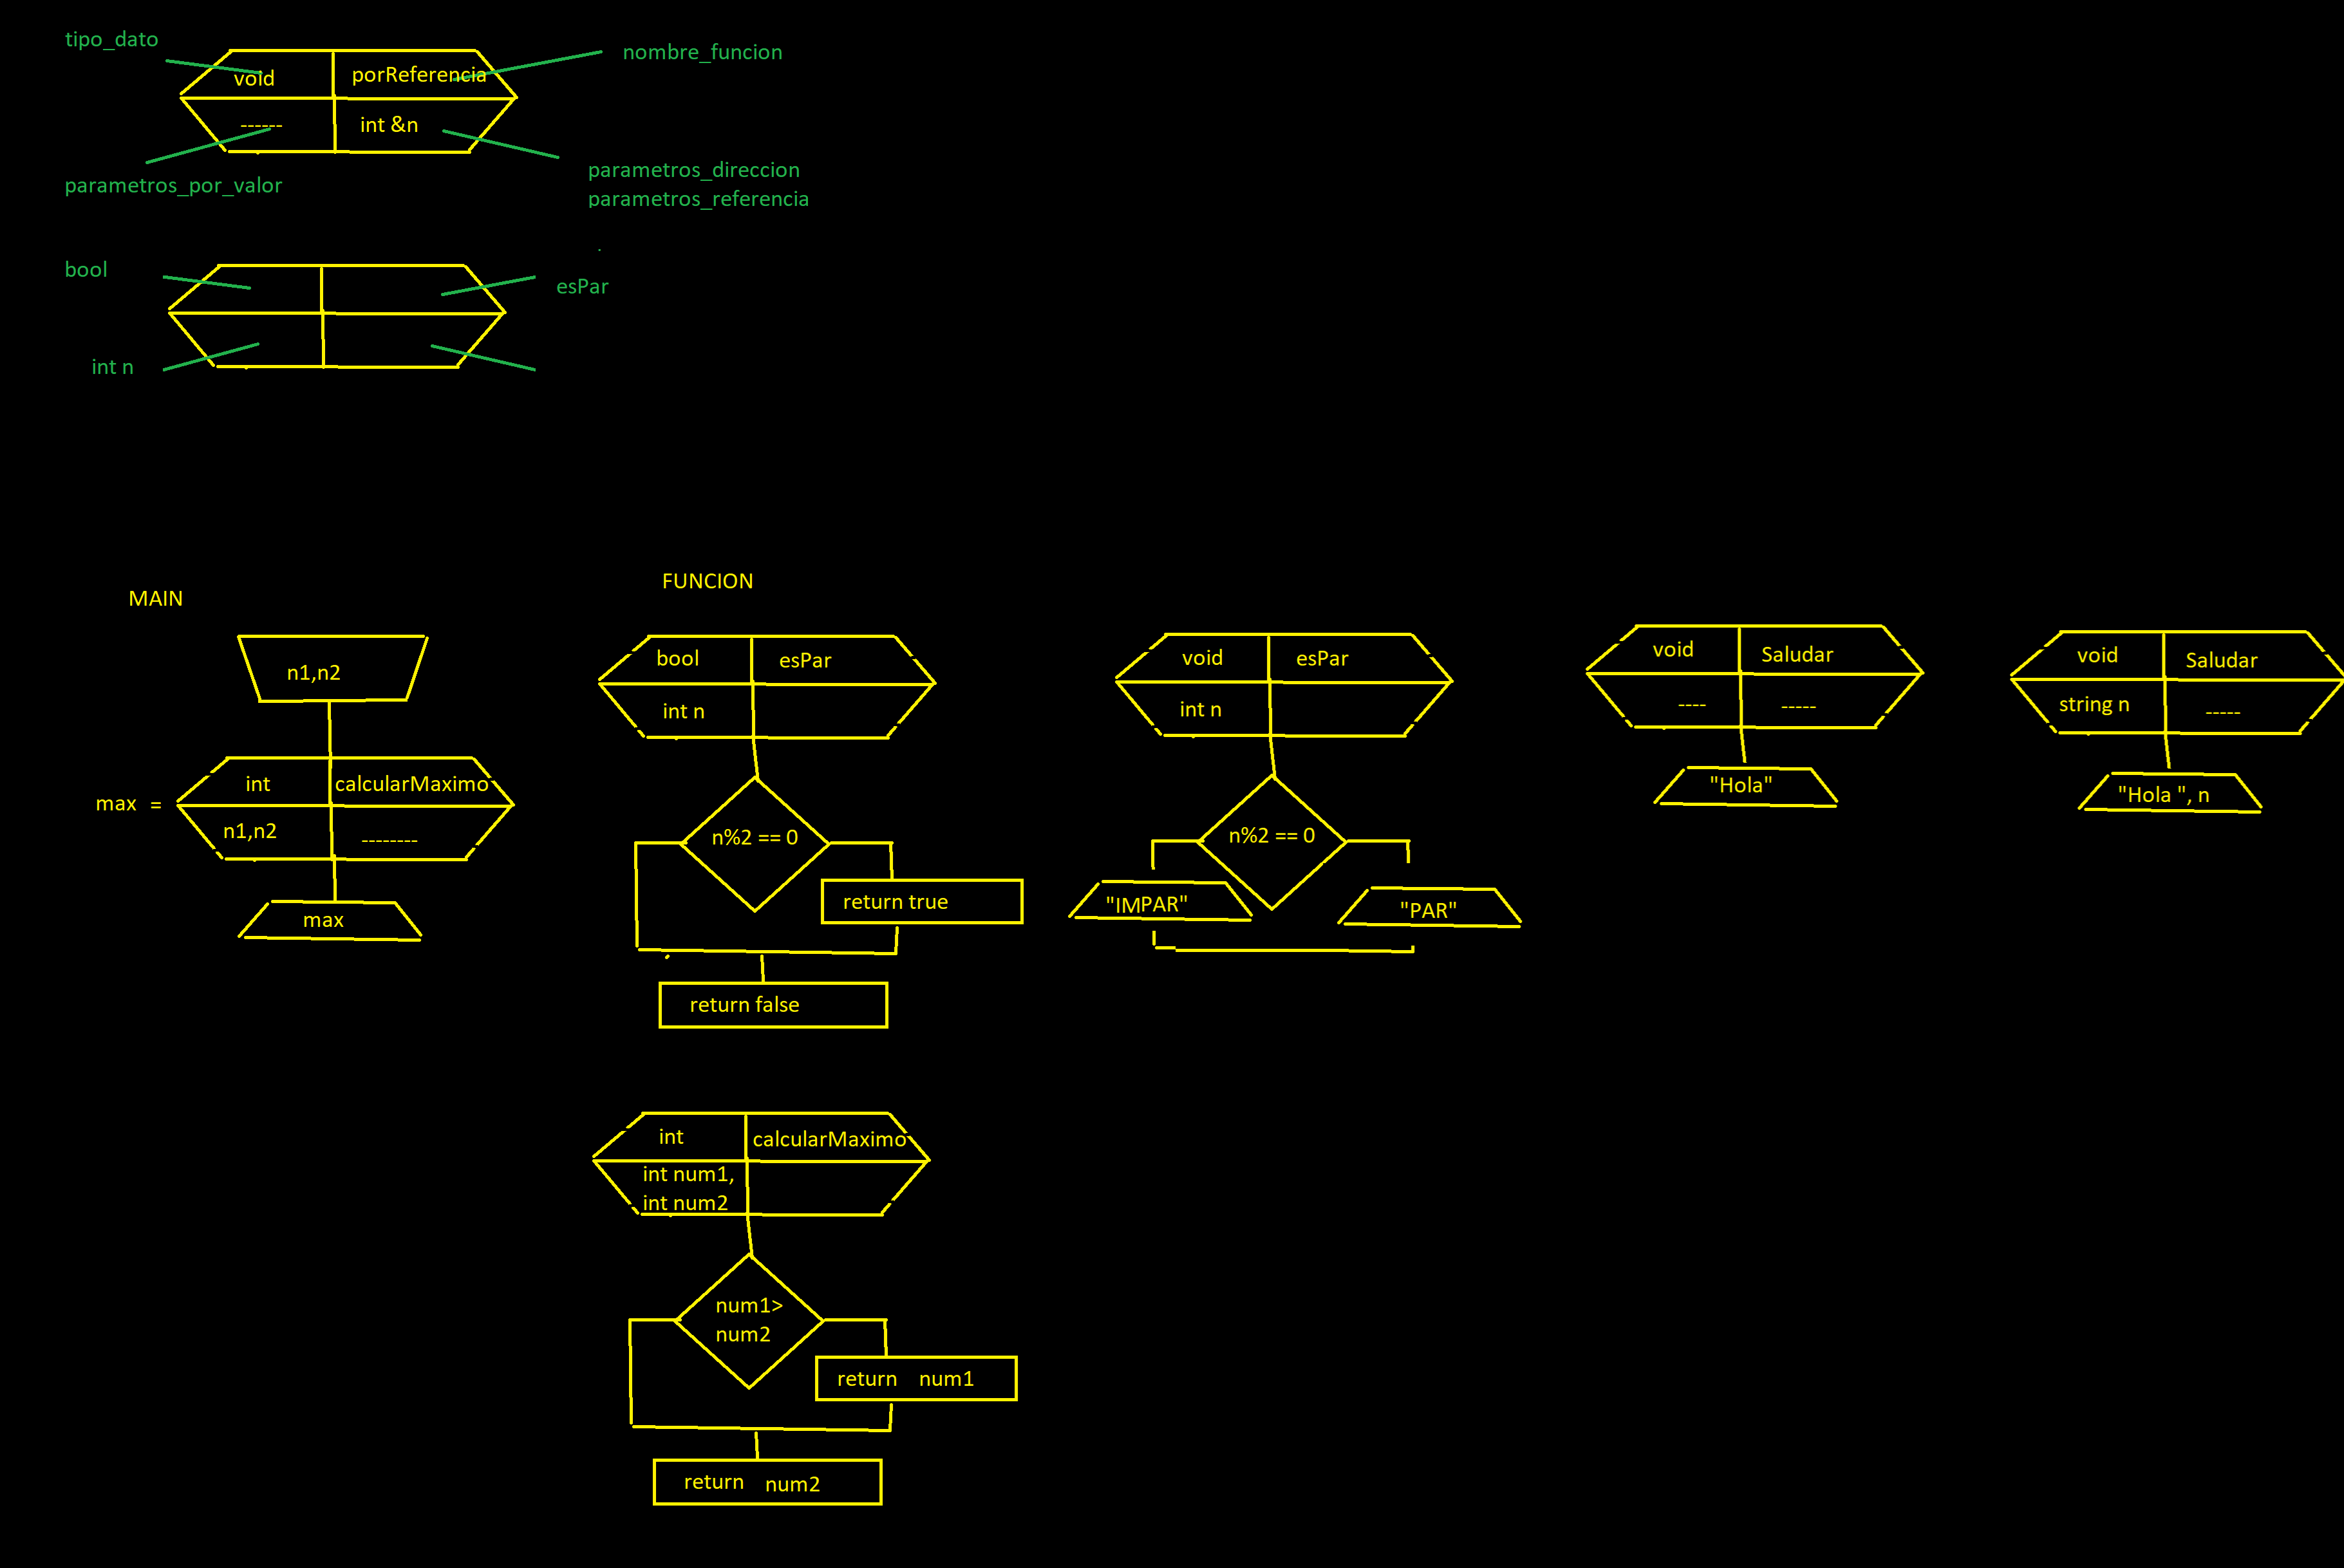 tipo_dato
nombre_funcion
void
porReferencia
------
int &n
parametros_por_valor
parametros_direccion
parametros_referencia
bool
esPar
int n
MAIN
n1,n2
max =
int
calcularMaximo
n1,n2
--------
max
FUNCION
bool
esPar
int n
n%2 == 0
return true
return false
void
esPar
int n
n%2 == 0
"IMPAR"
"PAR"
void
Saludar
----
-----
"Hola"
void
Saludar
string n
-----
"Hola ", n
int
calcularMaximo
int num1,
int num2
num1>
num2
return num1
return num2